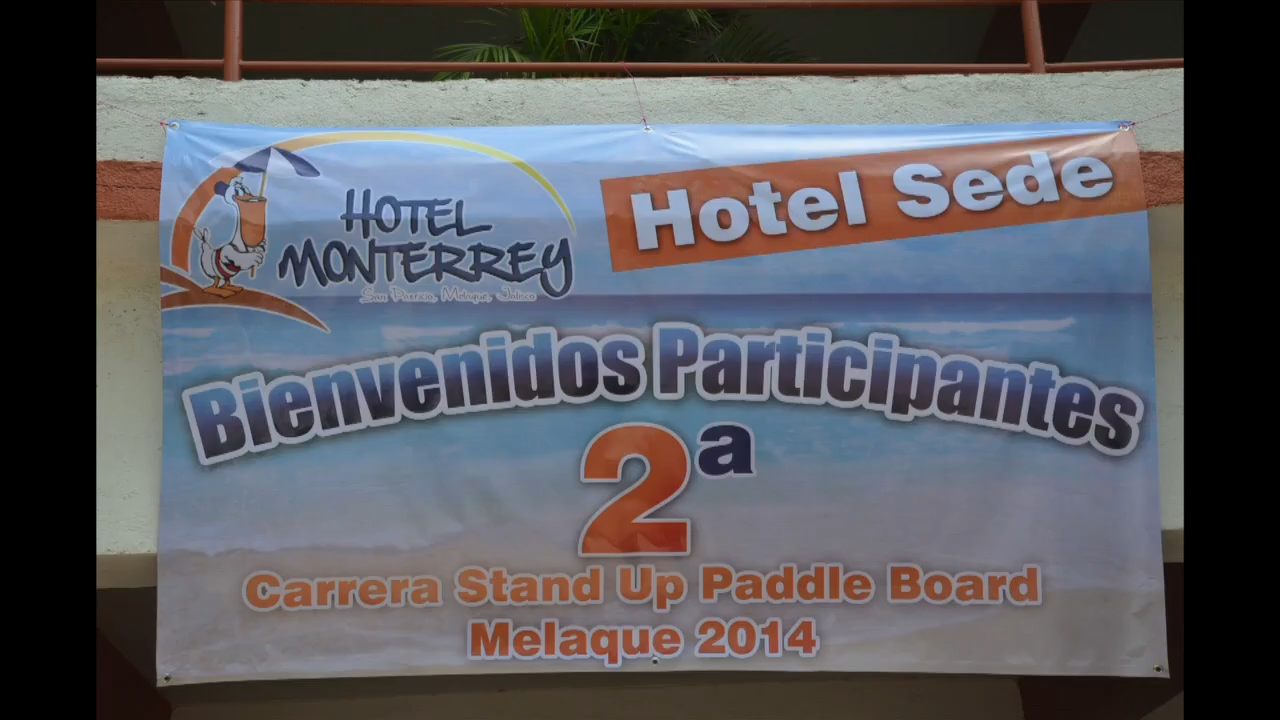 HOTEL
MONTERREY
San Patricio, Melaque, Jalisco
Hotel Sede
Bienvenidos Participantes
2ª
Carrera Stand Up Paddle Board
Melaque 2014